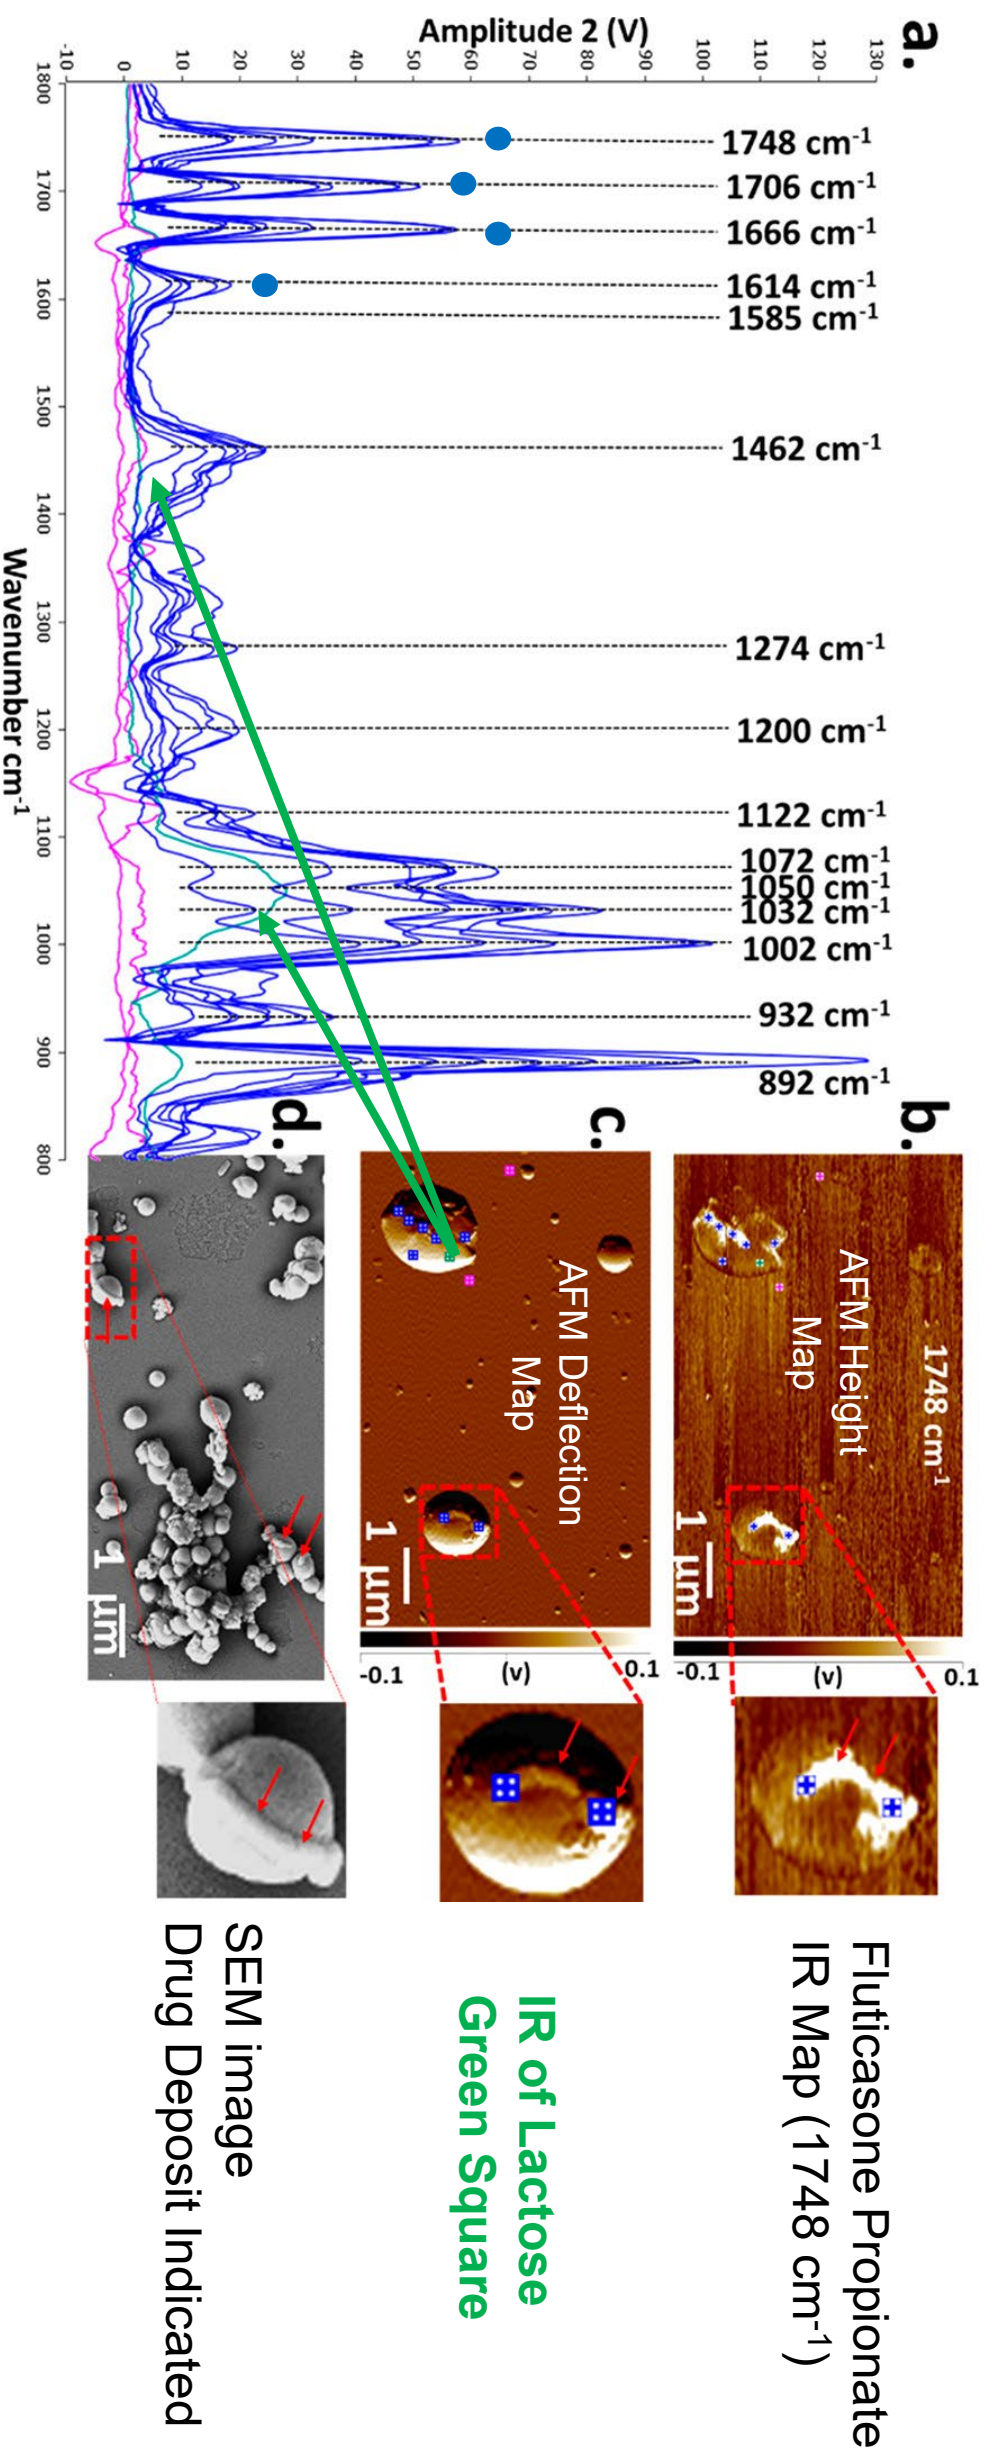 a.
Amplitude 2 (V)
130
120
110
100
90
80
70
60
50
40
30
20
10
0
-10
1800
1700
1600
1500
1400
1300
1200
1100
1000
900
800
Wavenumber cm-1
1748 cm-1
1706 cm-1
1666 cm-1
1614 cm-1
1585 cm-1
1462 cm-1
1274 cm-1
1200 cm-1
1122 cm-1
1072 cm-1
1050 cm-1
1032 cm-1
1002 cm-1
932 cm-1
892 cm-1
b.
1748 cm-1
AFM Height
Map
1 µm
-0.1
(v)
0.1
Fluticasone Propionate
IR Map (1748 cm-1)
c.
AFM Deflection
Map
1 µm
-0.1
(v)
0.1
IR of Lactose
Green Square
d.
1 µm
SEM image
Drug Deposit Indicated